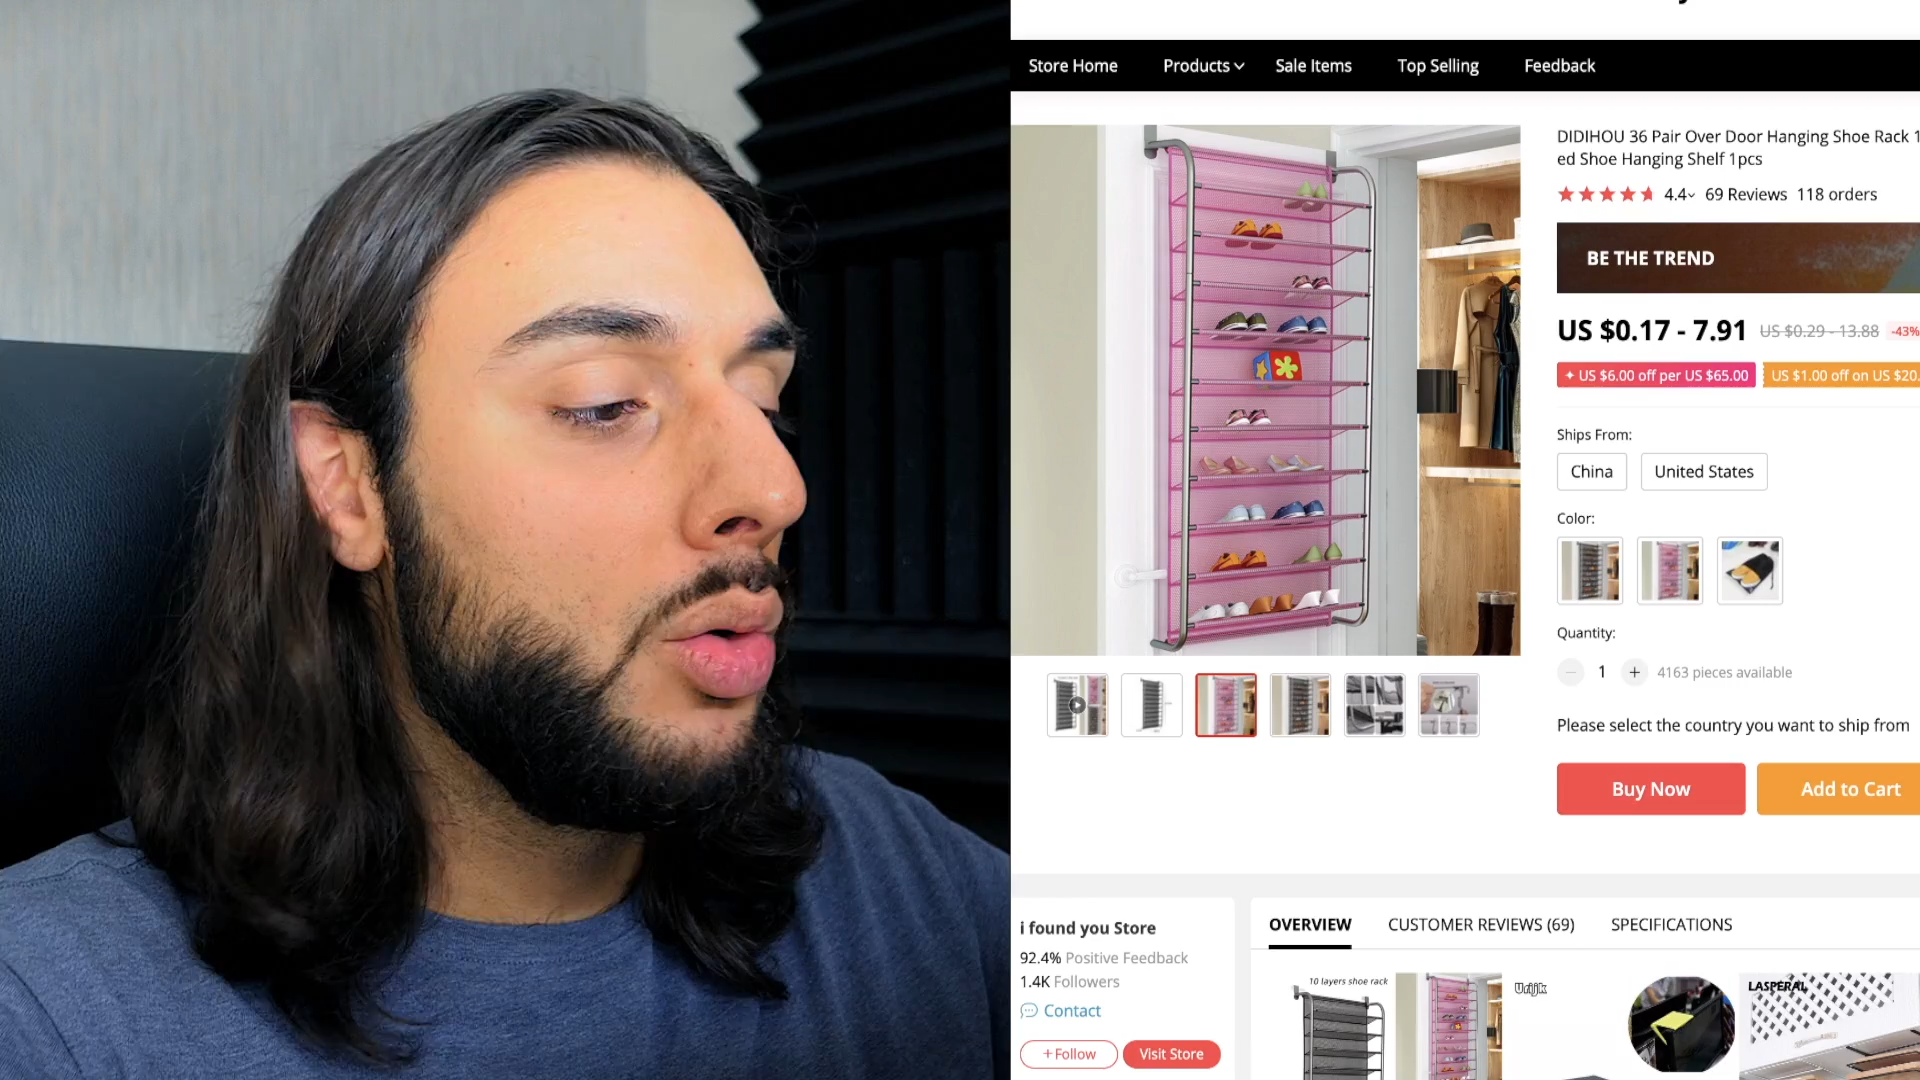 Store Home
Products
Sale Items
Top Selling
Feedback
DIDIHOU 36 Pair Over Door Hanging Shoe Rack 1
ed Shoe Hanging Shelf 1pcs
4.4 69 Reviews 118 orders
BE THE TREND
US $0.17 - 7.91 US $0.29 - 13.88 -43%
✦ US $6.00 off per US $65.00
US $1.00 off on US $20.
Ships From:
China
United States
Color:
Quantity:
− 1 + 4163 pieces available
Please select the country you want to ship from
Buy Now
Add to Cart
i found you Store
92.4% Positive Feedback
1.4K Followers
Contact
+ Follow
Visit Store
OVERVIEW
CUSTOMER REVIEWS (69)
SPECIFICATIONS
10 layers shoe rack
LASPERAL